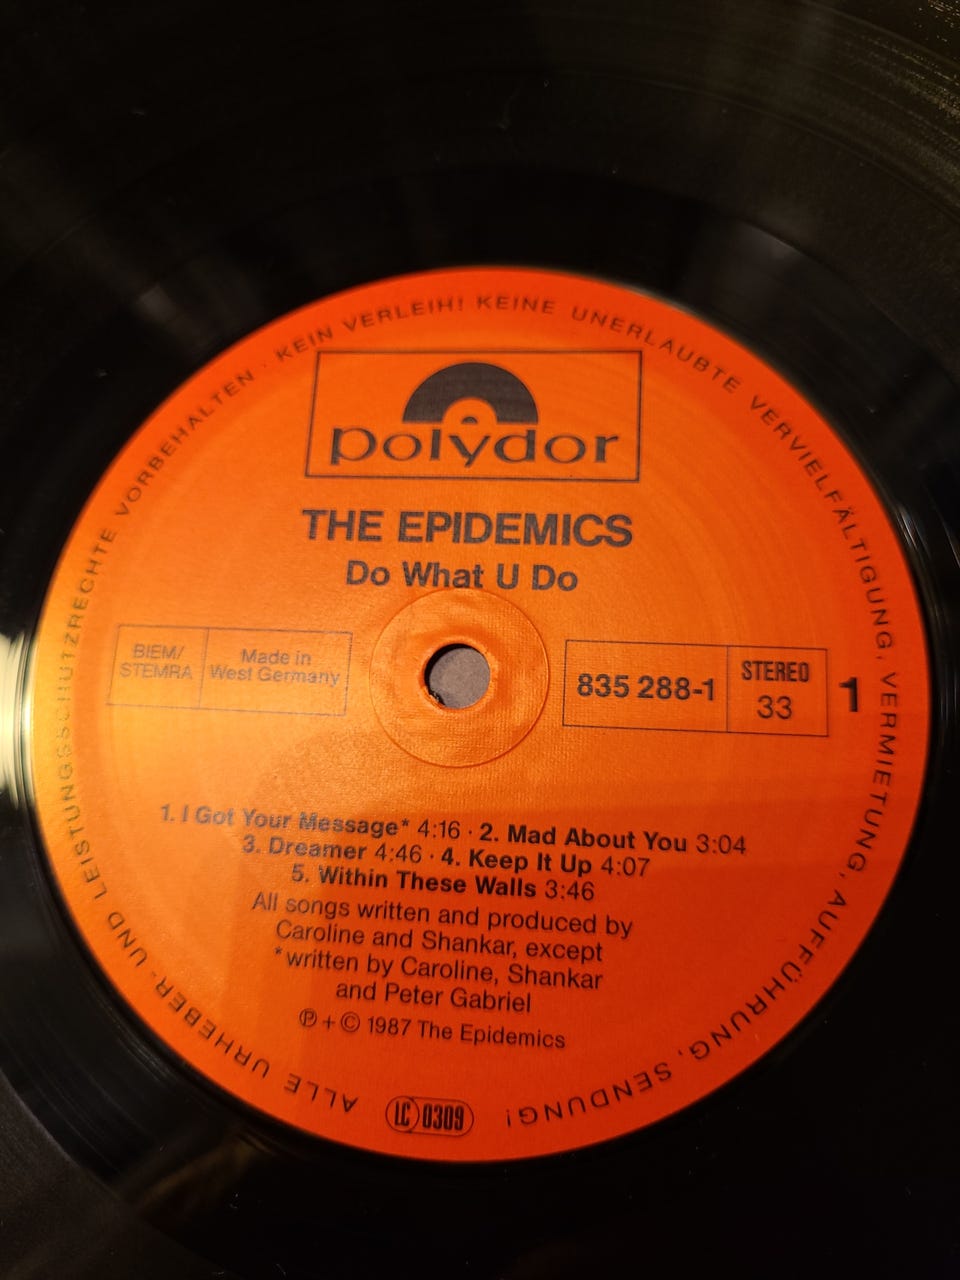 ALLE URHEBER- UND LEISTUNGSSCHUTZRECHTE VORBEHALTEN · KEIN VERLEIH! KEINE UNERLAUBTE VERVIELFÄLTIGUNG, VERMIETUNG, AUFFÜHRUNG, SENDUNG!
polydor
THE EPIDEMICS
Do What U Do
BIEM/
STEMRA
Made in
West Germany
835 288-1
STEREO
33
1
1. I Got Your Message* 4:16 · 2. Mad About You 3:04
3. Dreamer 4:46 · 4. Keep It Up 4:07
5. Within These Walls 3:46
All songs written and produced by
Caroline and Shankar, except
*written by Caroline, Shankar
and Peter Gabriel
℗ + © 1987 The Epidemics
LC 0309